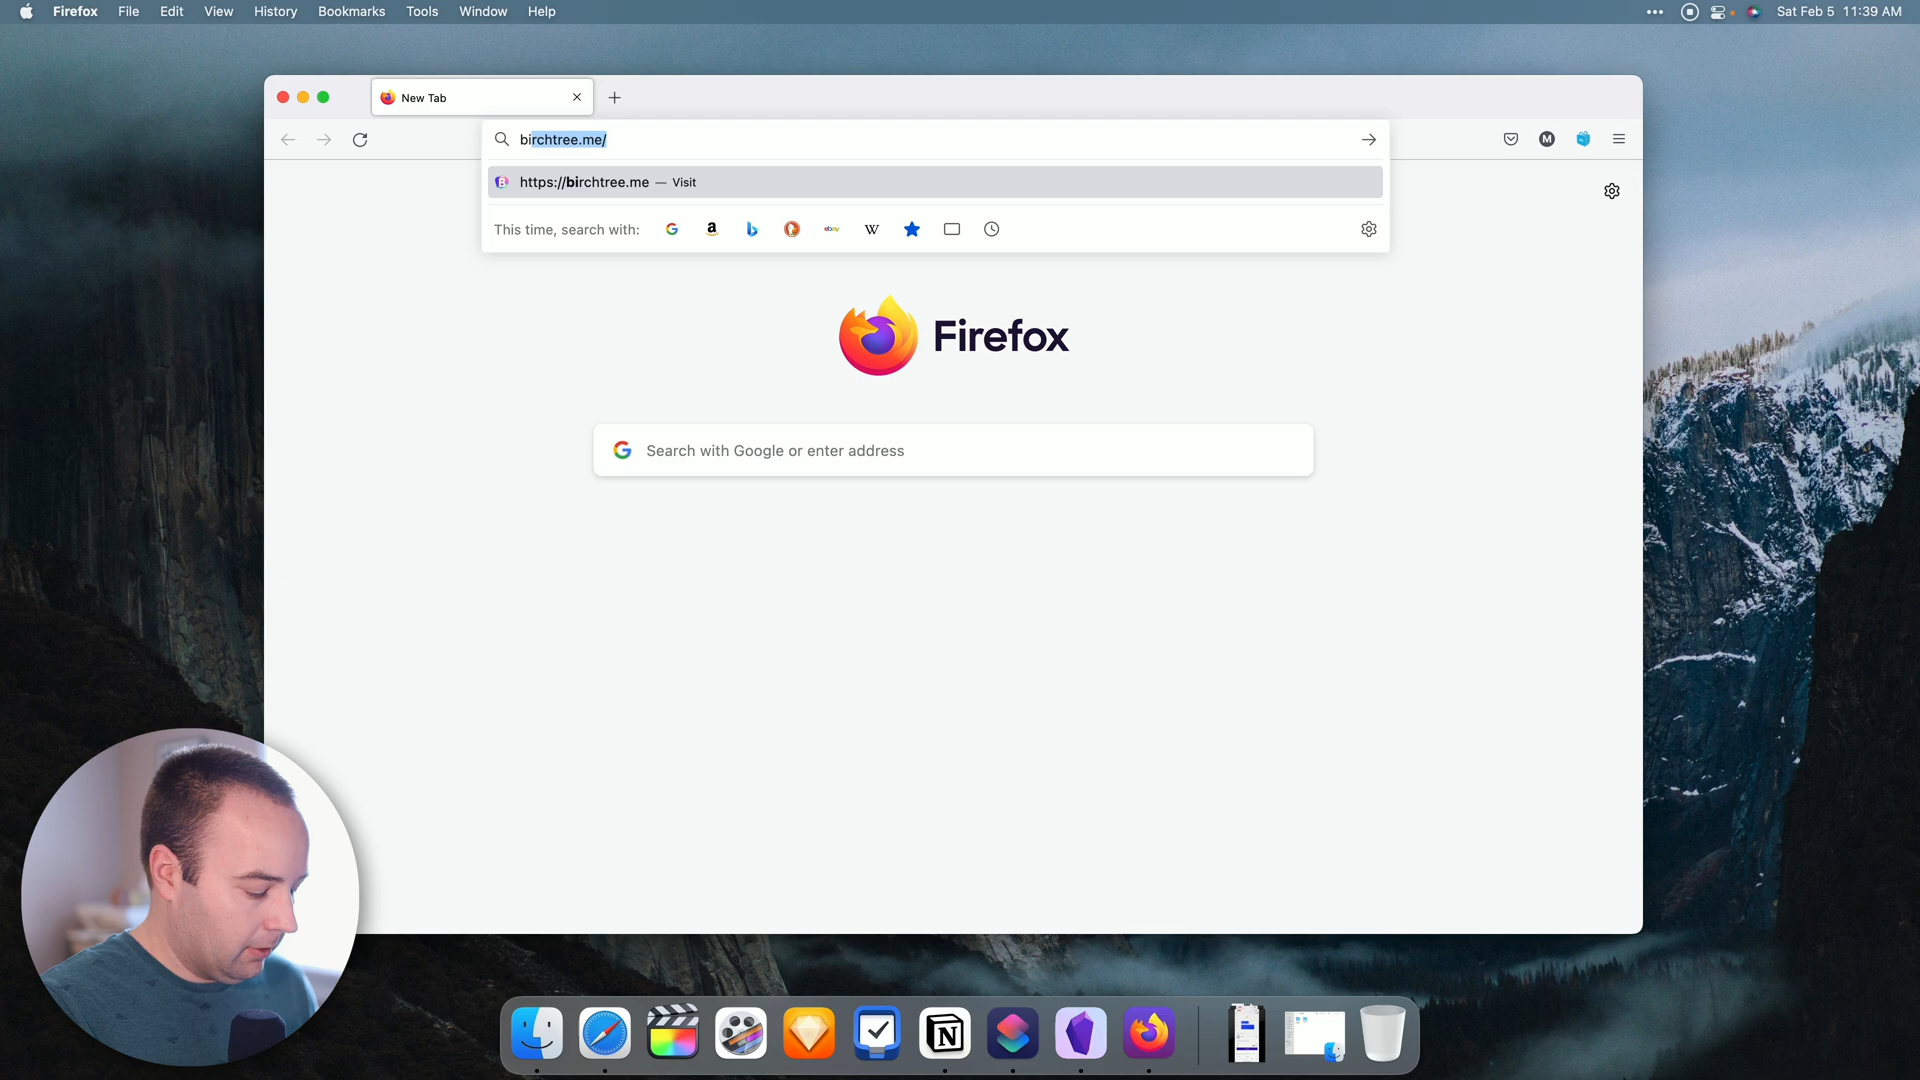 Firefox File Edit View History Bookmarks Tools Window Help
Sat Feb 5 11:39 AM
New Tab
birchtree.me/
M
https://birchtree.me — Visit
This time, search with:
a
ebay
W
Firefox
Search with Google or enter address